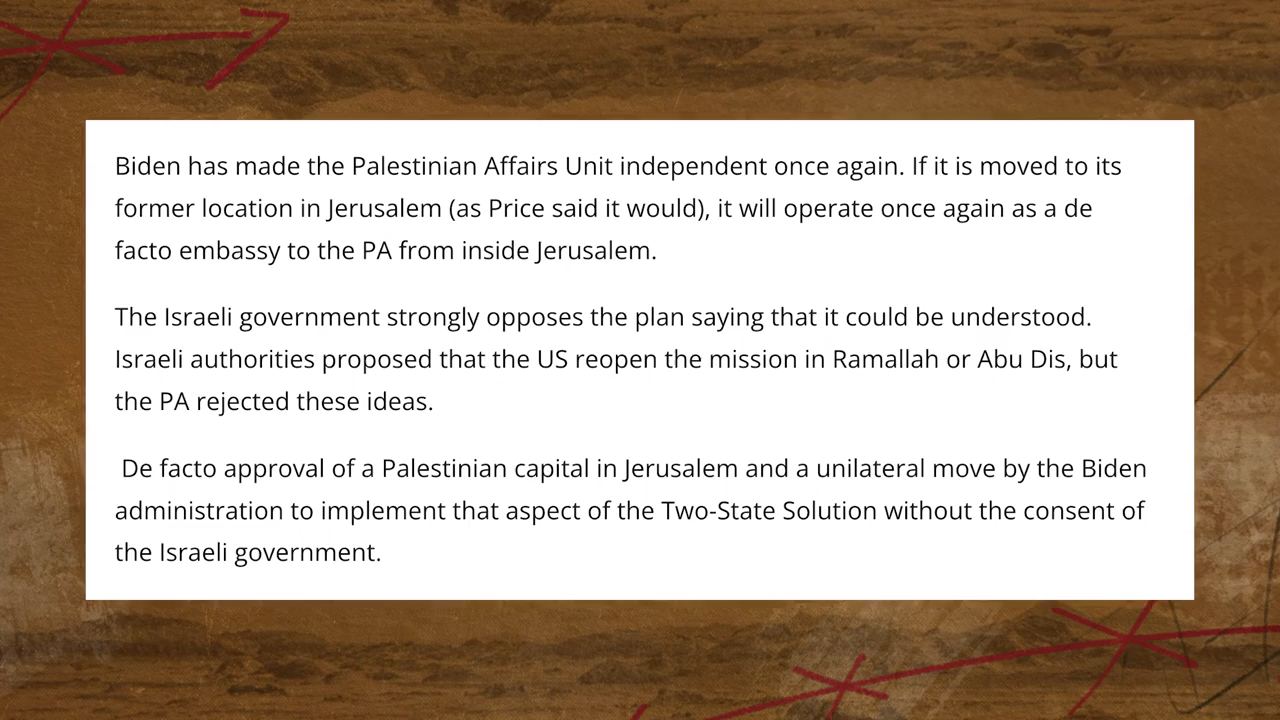 Biden has made the Palestinian Affairs Unit independent once again. If it is moved to its
former location in Jerusalem (as Price said it would), it will operate once again as a de
facto embassy to the PA from inside Jerusalem.
The Israeli government strongly opposes the plan saying that it could be understood.
Israeli authorities proposed that the US reopen the mission in Ramallah or Abu Dis, but
the PA rejected these ideas.
De facto approval of a Palestinian capital in Jerusalem and a unilateral move by the Biden
administration to implement that aspect of the Two-State Solution without the consent of
the Israeli government.